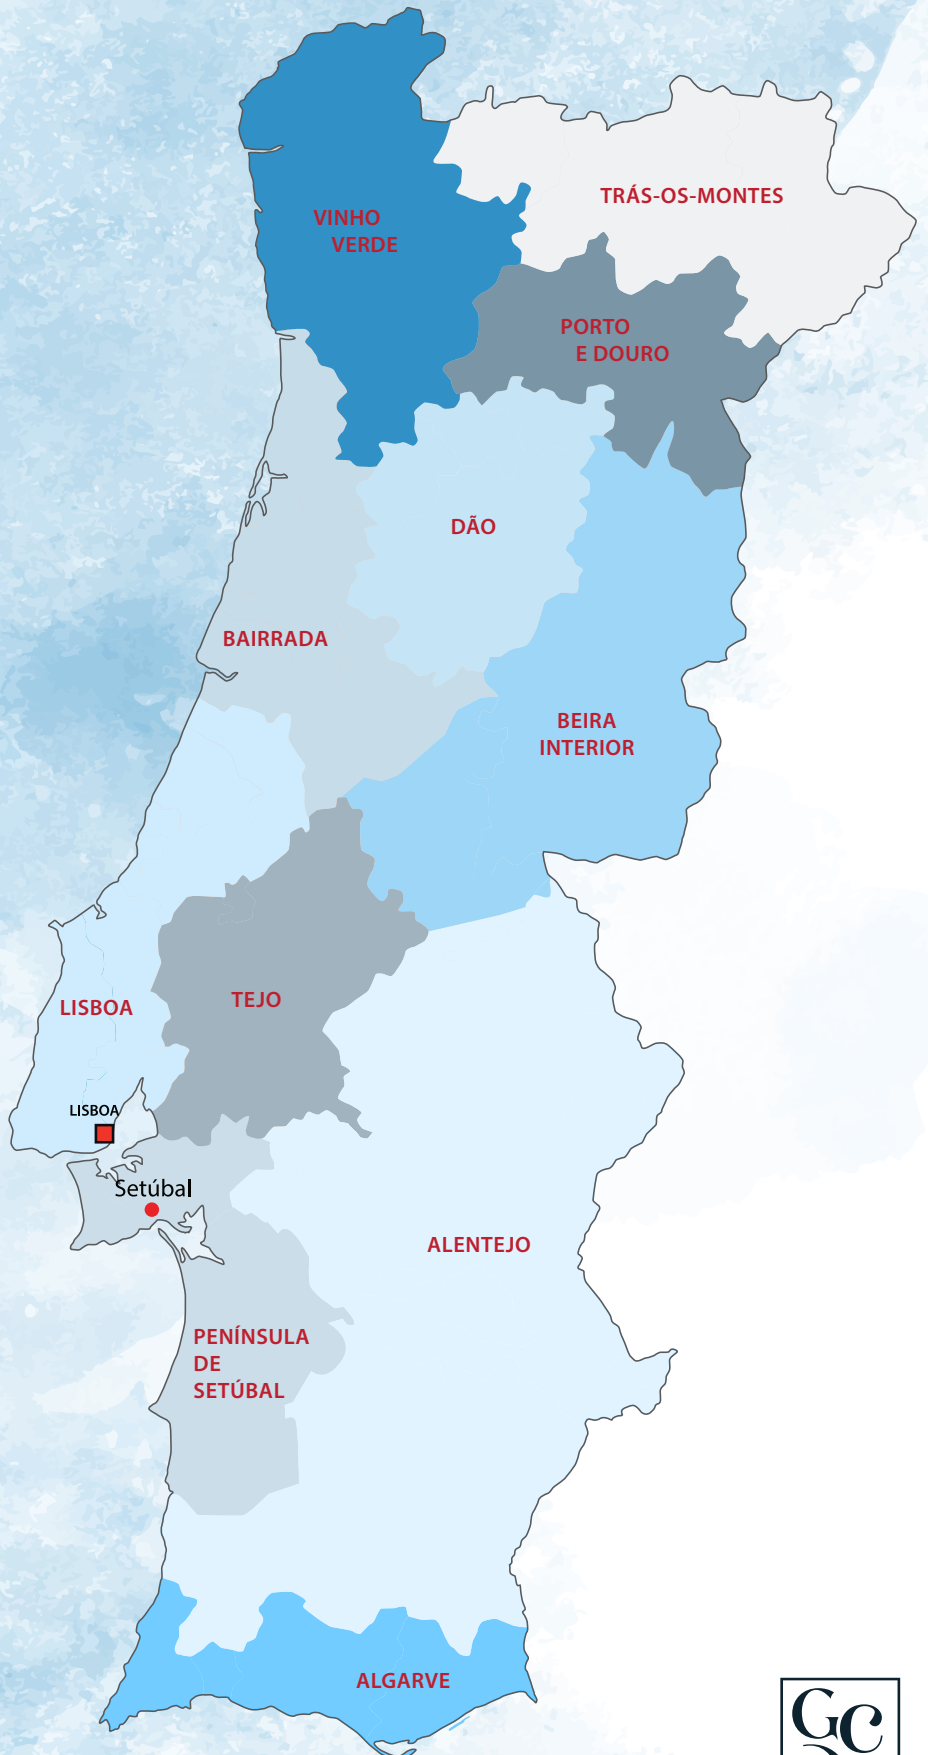 VINHO
VERDE
TRÁS-OS-MONTES
PORTO
E DOURO
DÃO
BAIRRADA
BEIRA
INTERIOR
LISBOA
TEJO
LISBOA
Setúbal
ALENTEJO
PENÍNSULA
DE
SETÚBAL
ALGARVE
GC